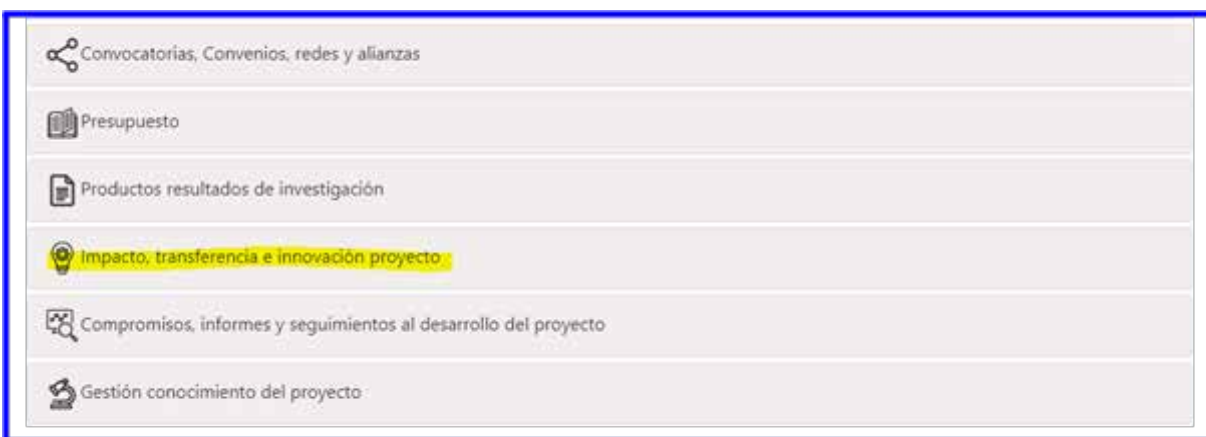 Convocatorias, Convenios, redes y alianzas
Presupuesto
Productos resultados de investigación
Impacto, transferencia e innovación proyecto
Compromisos, informes y seguimientos al desarrollo del proyecto
Gestión conocimiento del proyecto